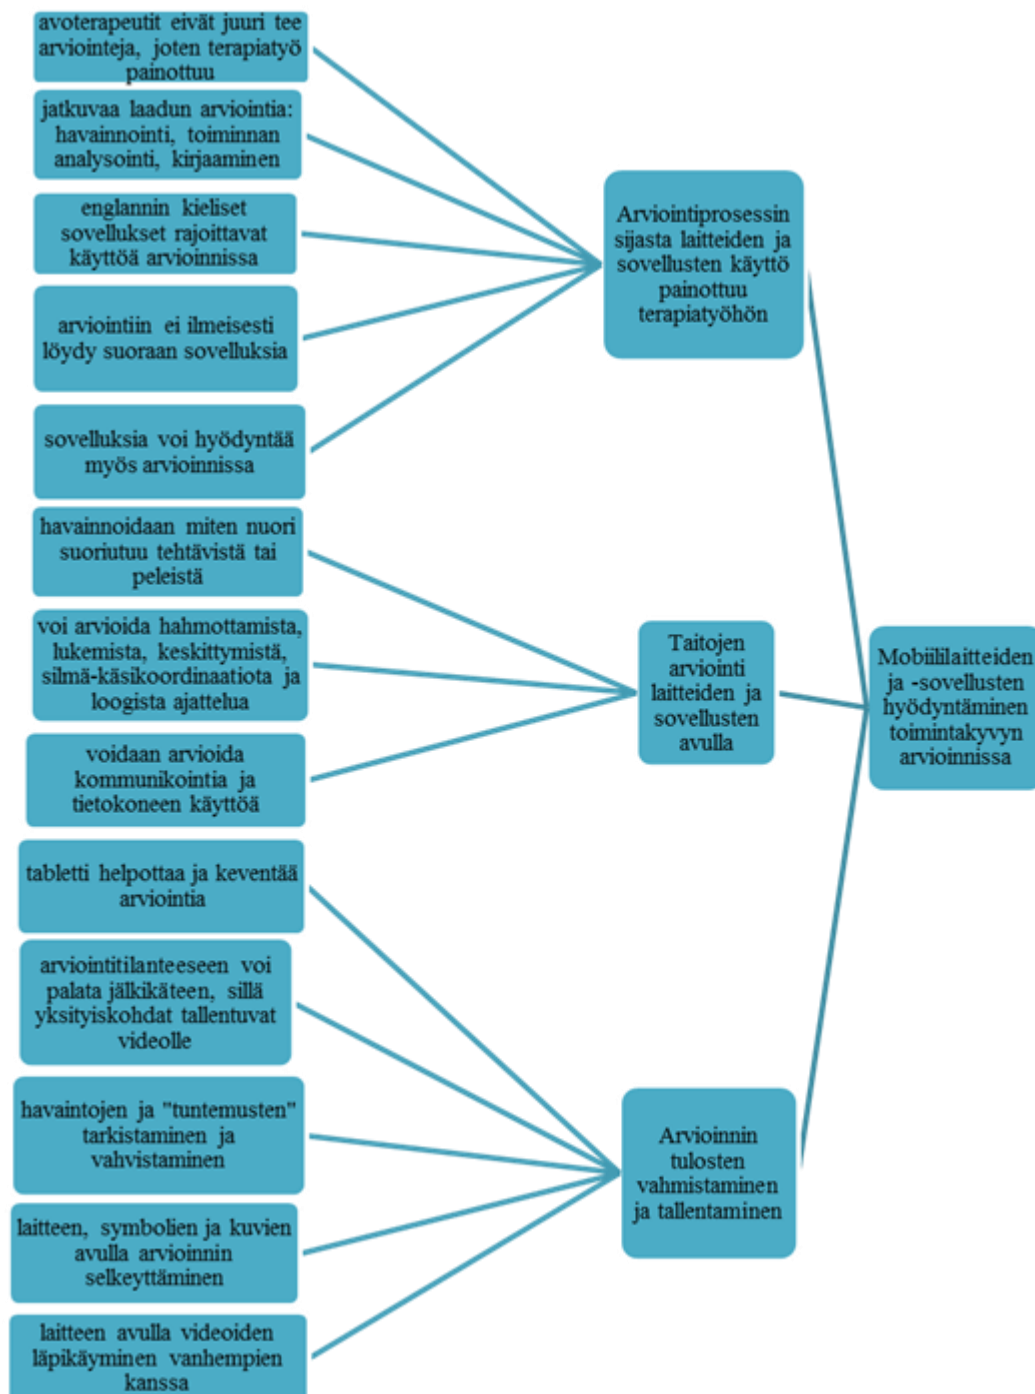 avoterapeutit eivät juuri tee
arviointeja, joten terapiatyö
painottuu
jatkuvaa laadun arviointia:
havainnointi, toiminnan
analysointi, kirjaaminen
englannin kieliset
sovellukset rajoittavat
käyttöä arvioinnissa
arviointiin ei ilmeisesti
löydy suoraan sovelluksia
sovelluksia voi hyödyntää
myös arvioinnissa
havainnoidaan miten nuori
suoriutuu tehtävistä tai
peleistä
voi arvioida hahmottamista,
lukemista, keskittymistä,
silmä-käsikoordinaatiota ja
loogista ajattelua
voidaan arvioida
kommunikointia ja
tietokoneen käyttöä
tabletti helpottaa ja keventää
arviointia
arviointitilanteeseen voi
palata jälkikäteen, sillä
yksityiskohdat tallentuvat
videolle
havaintojen ja "tuntemusten"
tarkistaminen ja
vahvistaminen
laitteen, symbolien ja kuvien
avulla arvioinnin
selkeyttäminen
laitteen avulla videoiden
läpikäyminen vanhempien
kanssa
Arviointiprosessin
sijasta laitteiden ja
sovellusten käyttö
painottuu
terapiatyöhön
Taitojen
arviointi
laitteiden ja
sovellusten
avulla
Arvioinnin
tulosten
vahmistaminen
ja tallentaminen
Mobiililaitteiden
ja -sovellusten
hyödyntäminen
toimintakyvyn
arvioinnissa